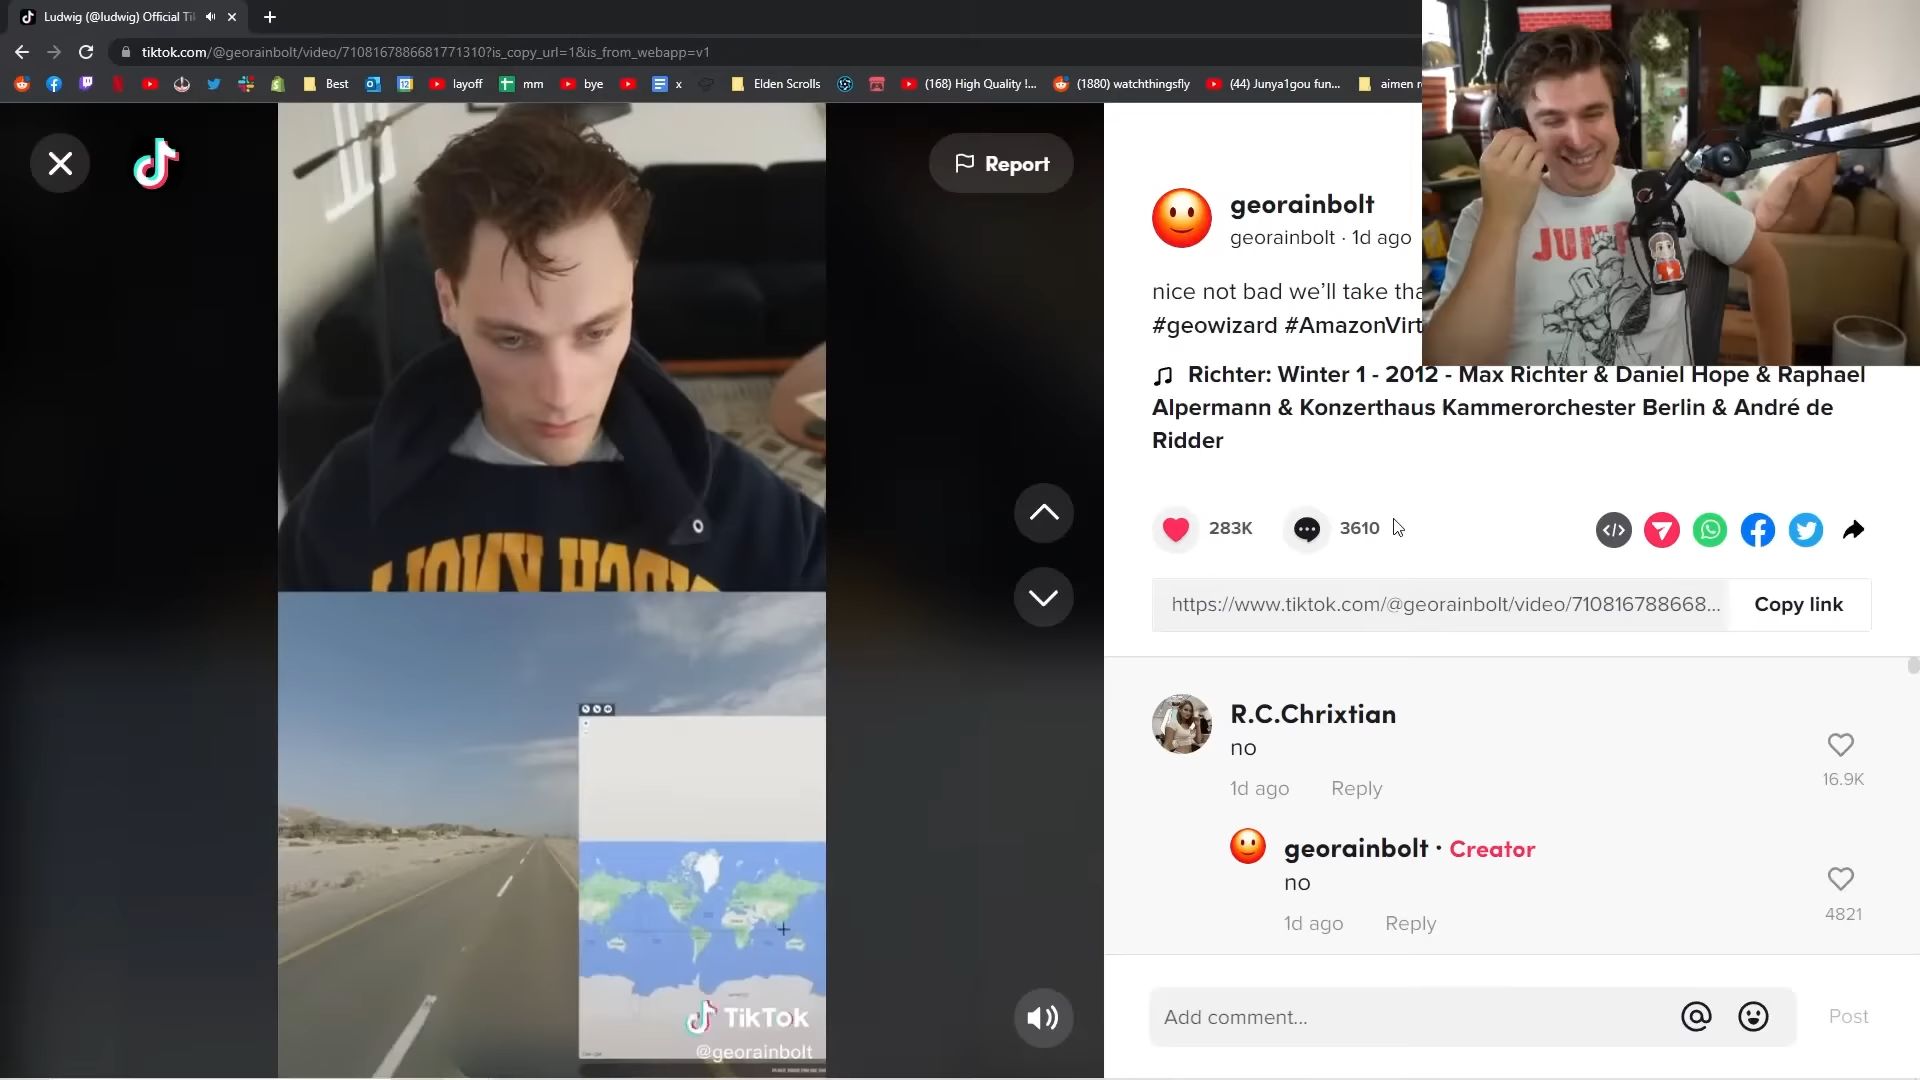 Ludwig (@ludwig) Official Ti
tiktok.com/@georainbolt/video/7108167886681771310?is_copy_url=1&is_from_webapp=v1
Best
12
layoff
mm
bye
x
Elden Scrolls
(168) High Quality !...
(1880) watchthingsfly
(44) Junya1gou fun...
aimen r
Report
georainbolt
georainbolt · 1d ago
nice not bad we’ll take tha
#geowizard #AmazonVirt
JUM
Richter: Winter 1 - 2012 - Max Richter & Daniel Hope & Raphael
Alpermann & Konzerthaus Kammerorchester Berlin & André de
Ridder
283K
3610
https://www.tiktok.com/@georainbolt/video/710816788668...
Copy link
R.C.Chrixtian
no
1d ago
Reply
16.9K
georainbolt · Creator
no
1d ago
Reply
4821
Add comment...
Post
TikTok
@georainbolt